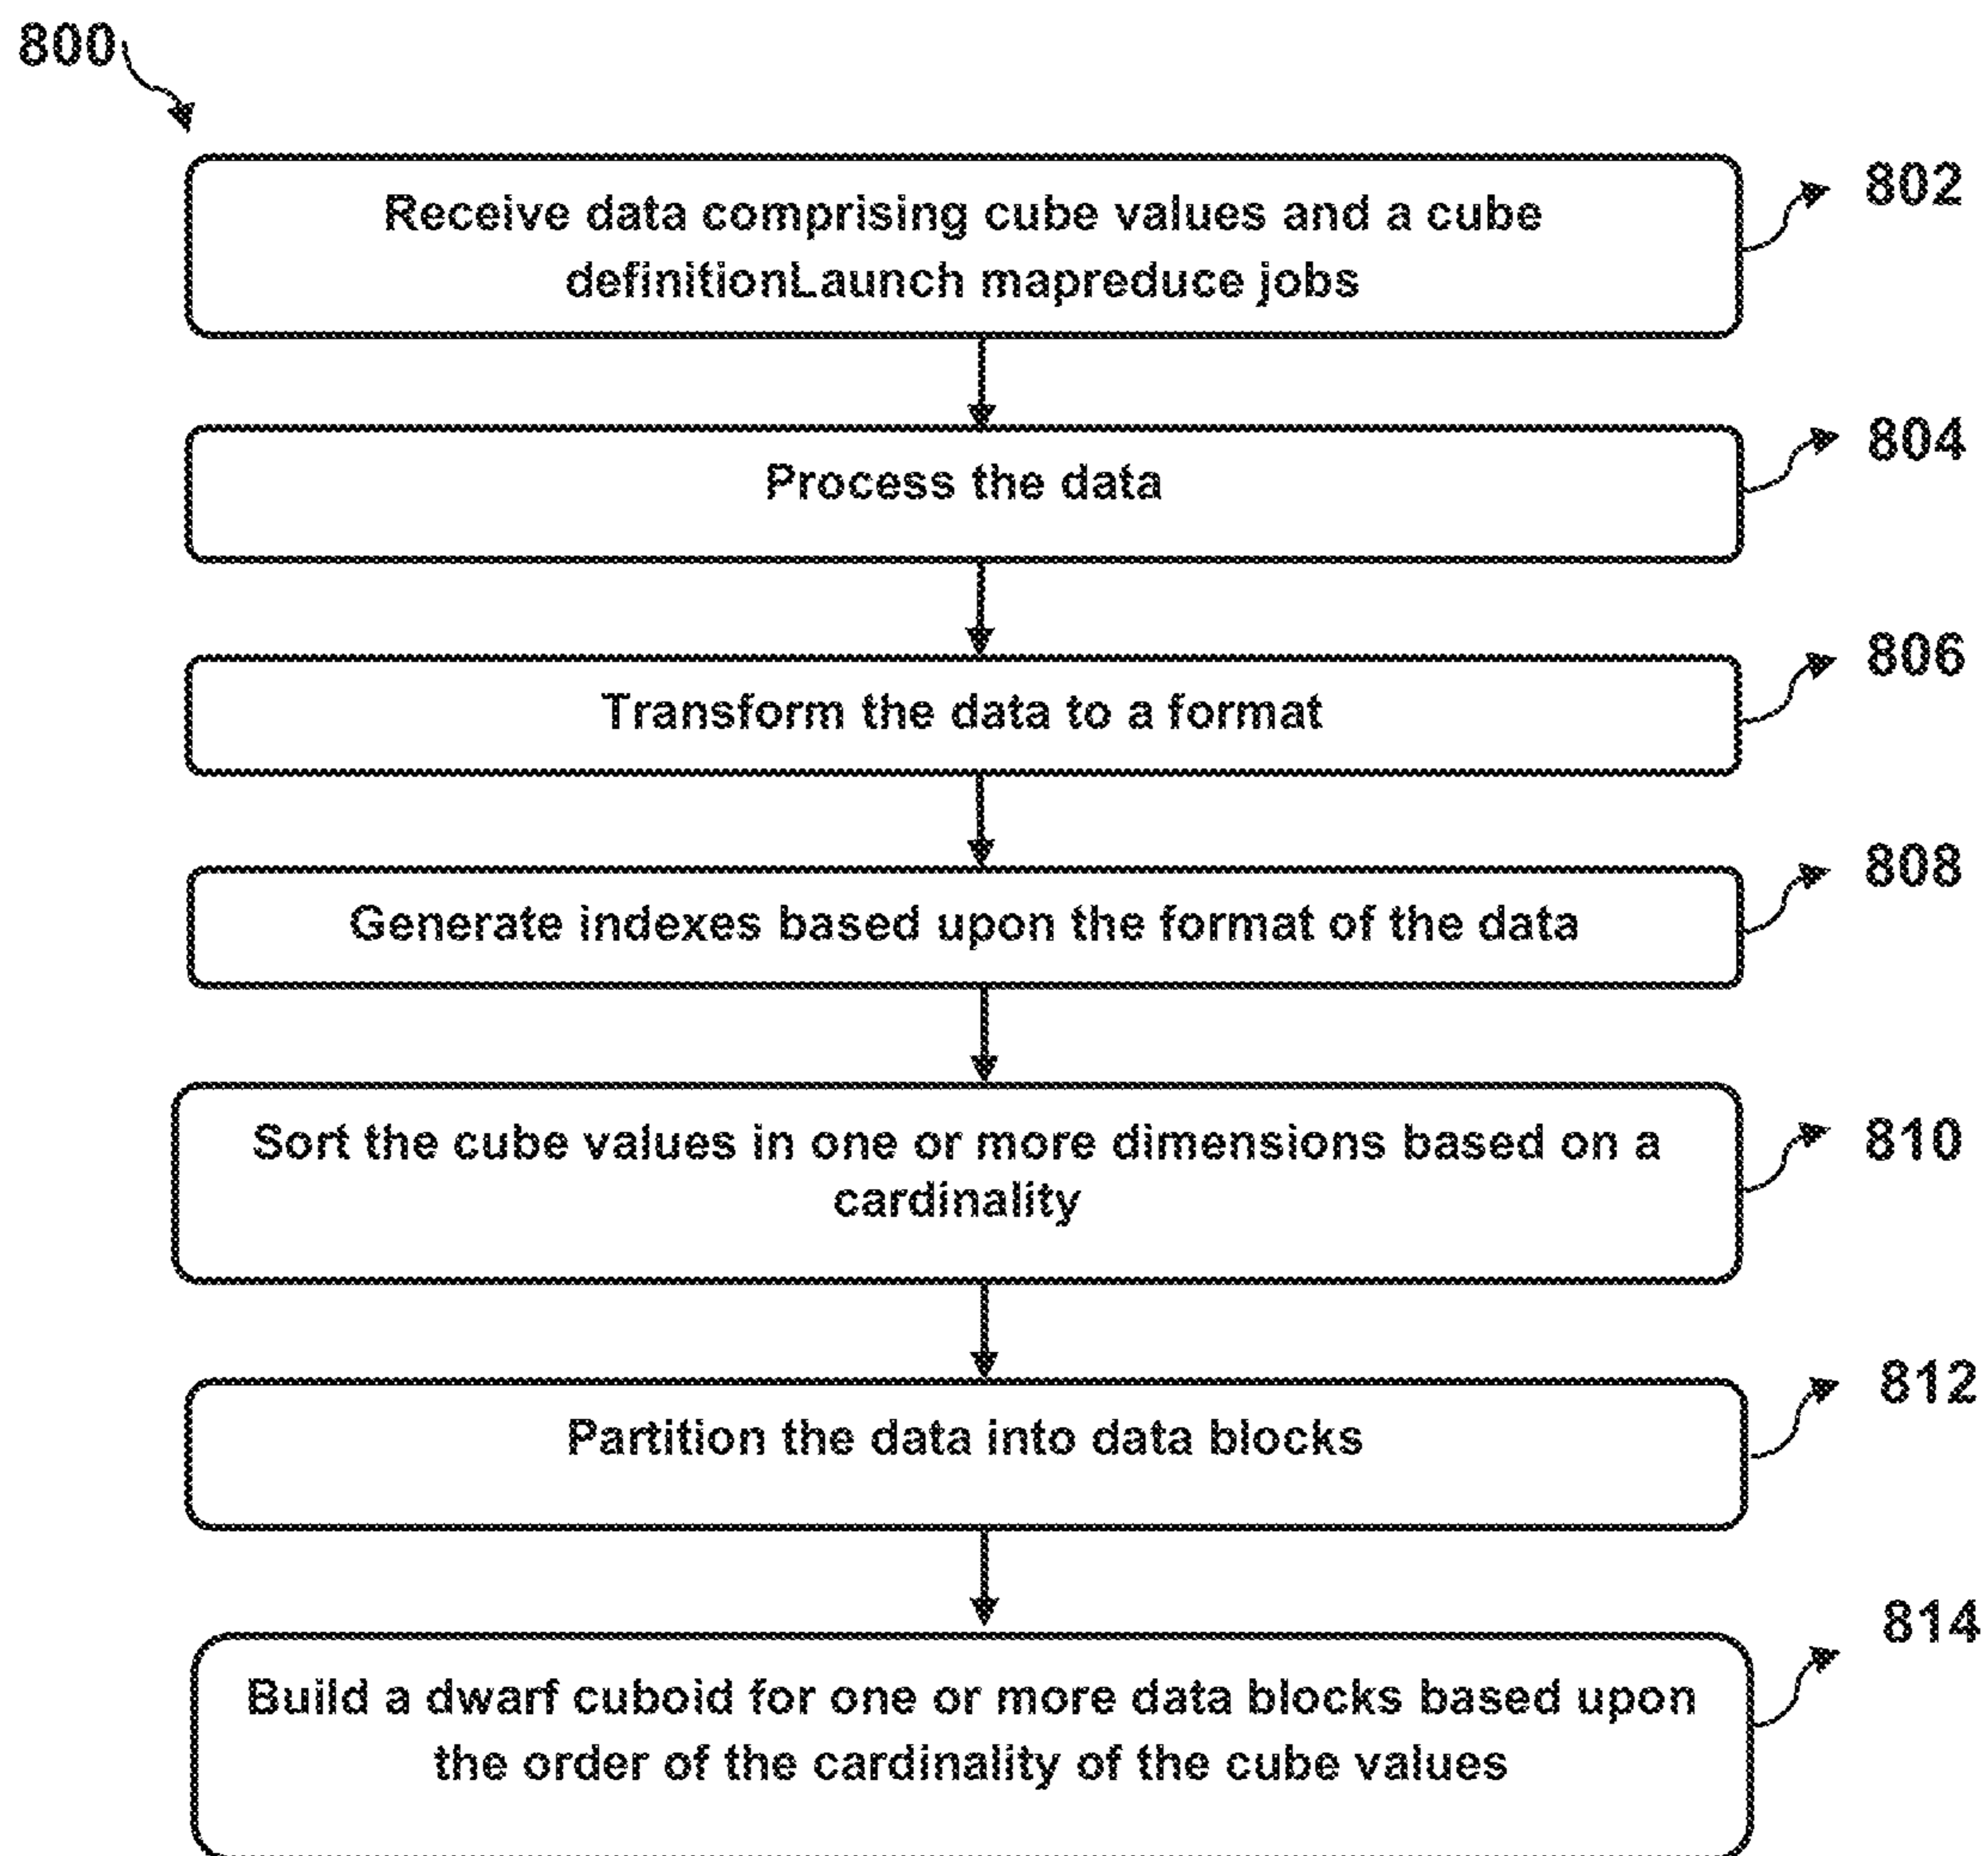 800
Receive data comprising cube values and a cube
definitionLaunch mapreduce jobs
802
Process the data
804
Transform the data to a format
806
Generate indexes based upon the format of the data
808
Sort the cube values in one or more dimensions based on a
cardinality
810
Partition the data into data blocks
812
Build a dwarf cuboid for one or more data blocks based upon
the order of the cardinality of the cube values
814